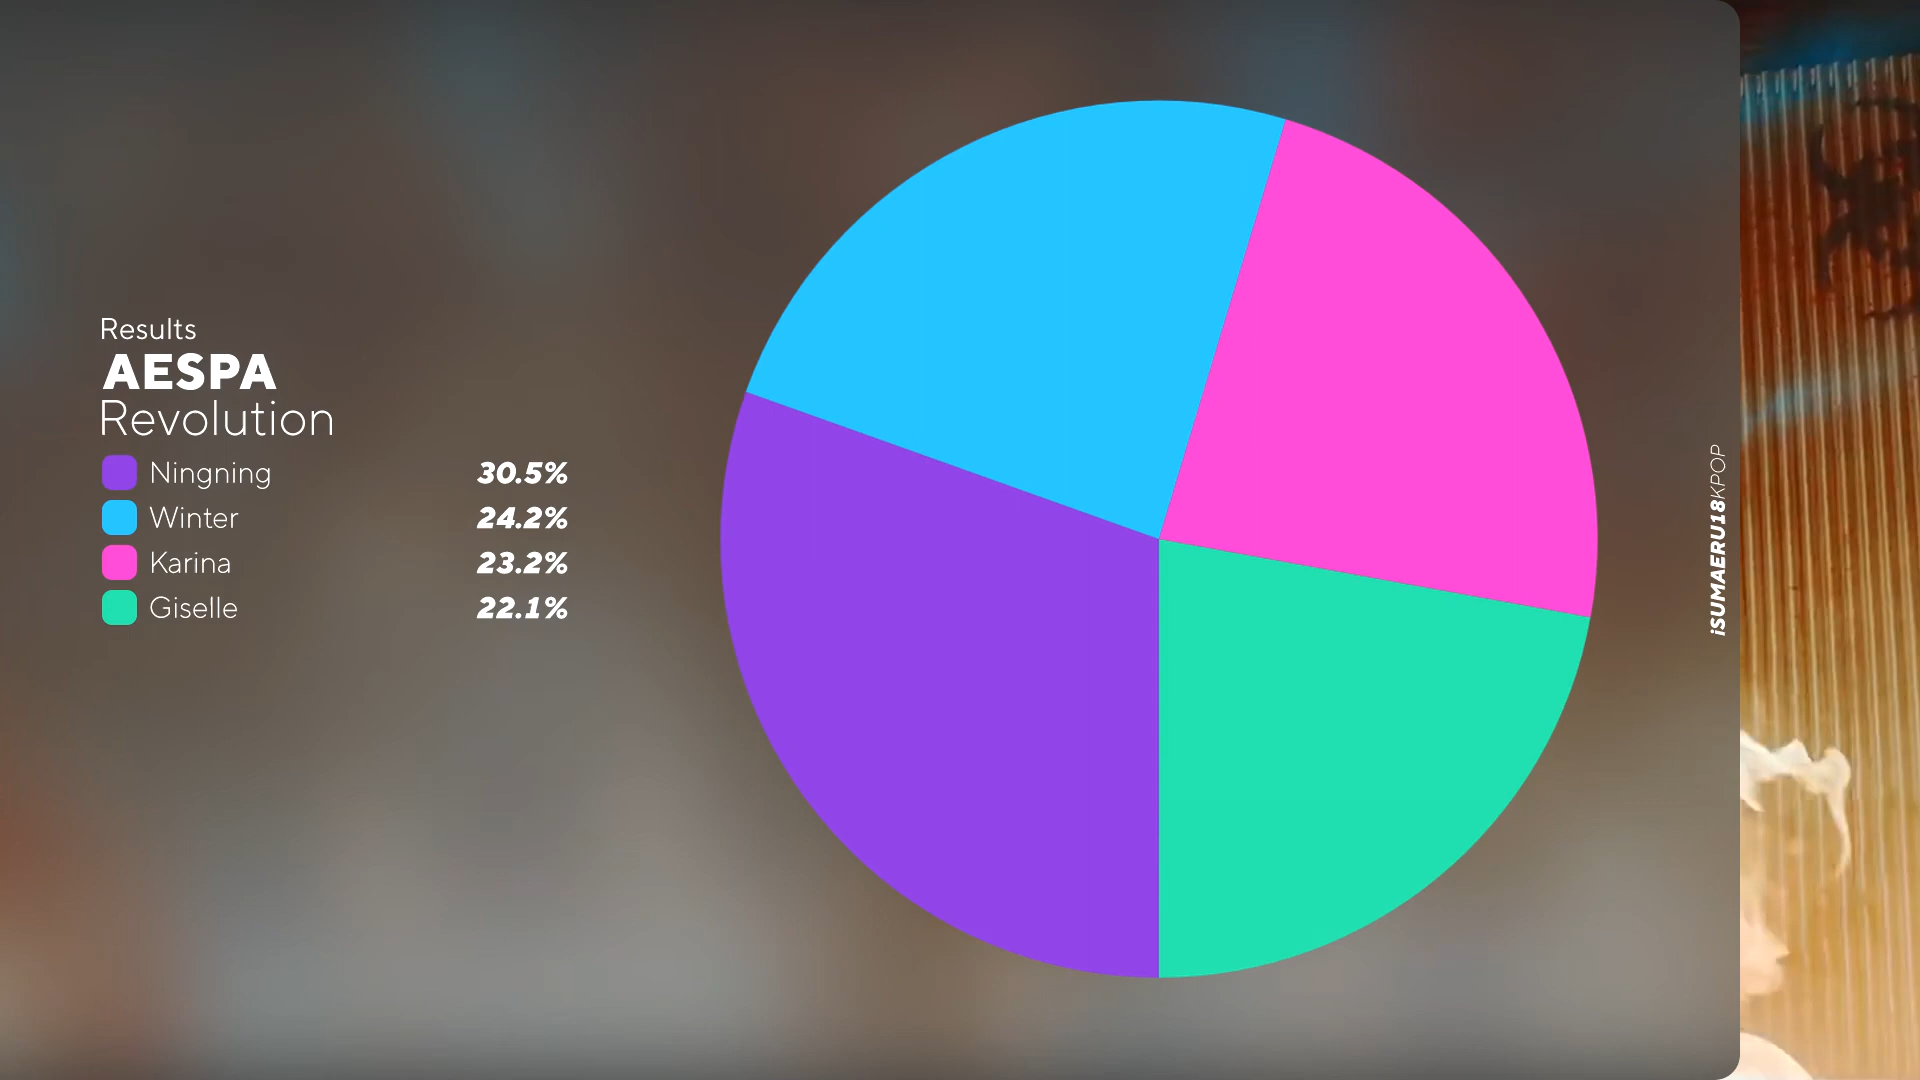 Results
AESPA
Revolution
Ningning 30.5%
Winter 24.2%
Karina 23.2%
Giselle 22.1%
iSUMAERU18KPOP